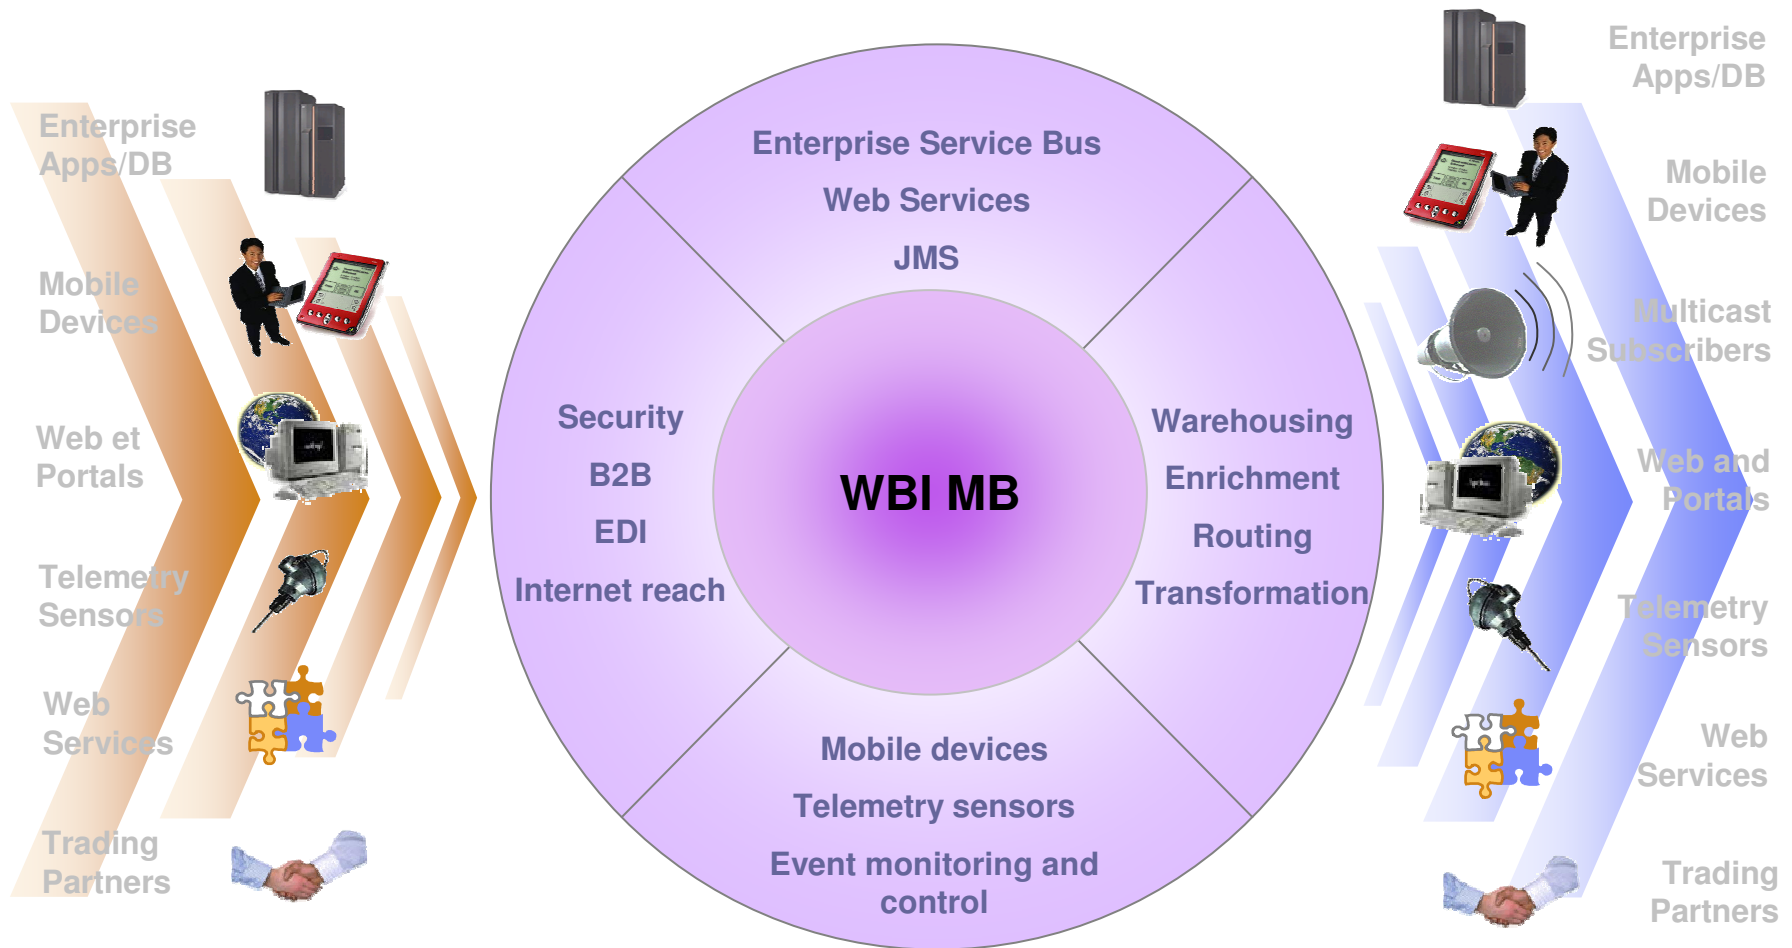 Enterprise
Apps/DB
Mobile
Devices
Web et
Portals
Telemetry
Sensors
Web
Services
Trading
Partners
Enterprise Service Bus
Web Services
JMS
Security
B2B
EDI
Internet reach
WBI MB
Warehousing
Enrichment
Routing
Transformation
Mobile devices
Telemetry sensors
Event monitoring and
control
Enterprise
Apps/DB
Mobile
Devices
Multicast
Subscribers
Web and
Portals
Telemetry
Sensors
Web
Services
Trading
Partners